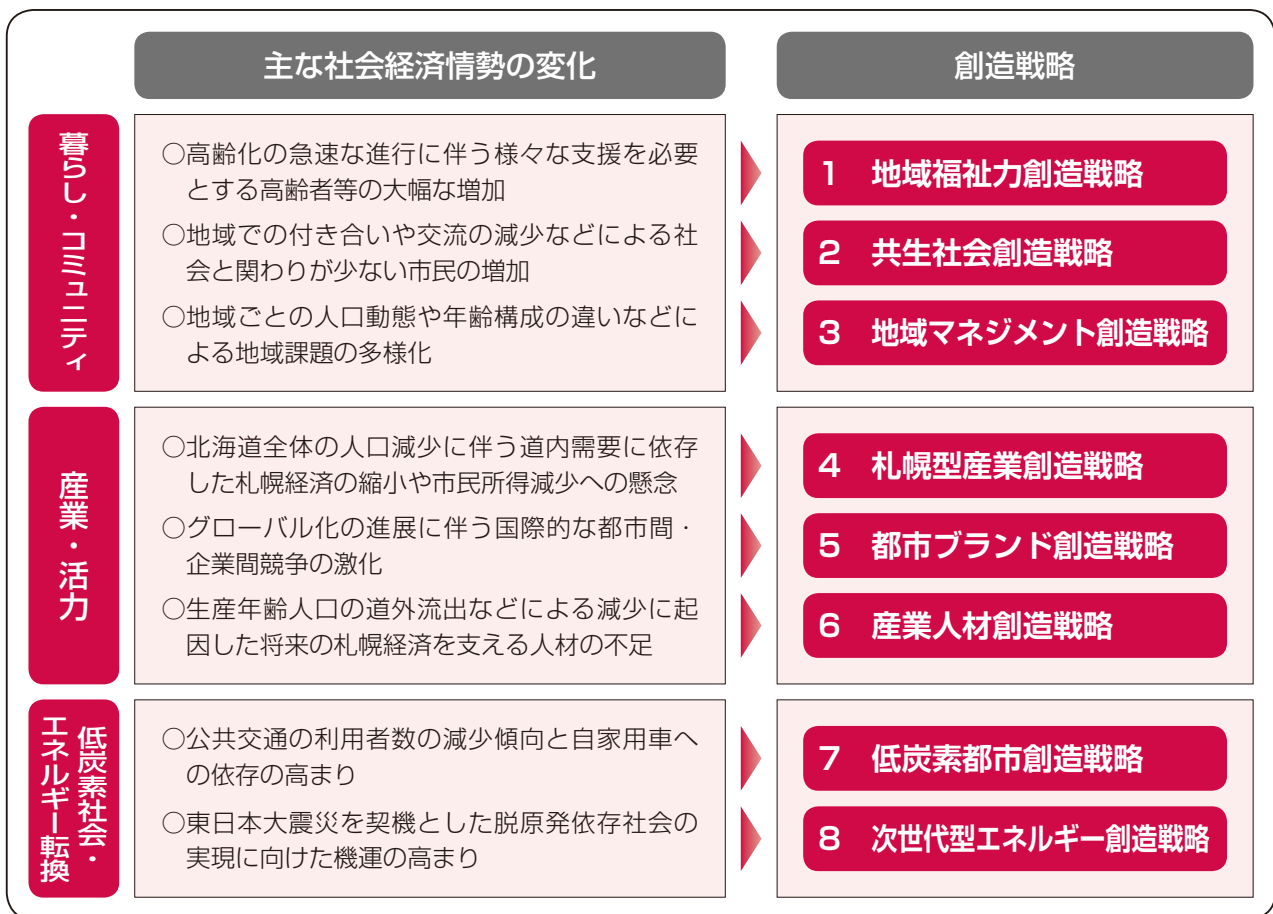 主な社会経済情勢の変化
創造戦略
暮らし・コミュニティ
○高齢化の急速な進行に伴う様々な支援を必要
とする高齢者等の大幅な増加
○地域での付き合いや交流の減少などによる社
会と関わりが少ない市民の増加
○地域ごとの人口動態や年齢構成の違いなどに
よる地域課題の多様化
1 地域福祉力創造戦略
2 共生社会創造戦略
3 地域マネジメント創造戦略
産業・活力
○北海道全体の人口減少に伴う道内需要に依存
した札幌経済の縮小や市民所得減少への懸念
○グローバル化の進展に伴う国際的な都市間・
企業間競争の激化
○生産年齢人口の道外流出などによる減少に起
因した将来の札幌経済を支える人材の不足
4 札幌型産業創造戦略
5 都市ブランド創造戦略
6 産業人材創造戦略
低炭素社会・
エネルギー転換
○公共交通の利用者数の減少傾向と自家用車へ
の依存の高まり
○東日本大震災を契機とした脱原発依存社会の
実現に向けた機運の高まり
7 低炭素都市創造戦略
8 次世代型エネルギー創造戦略